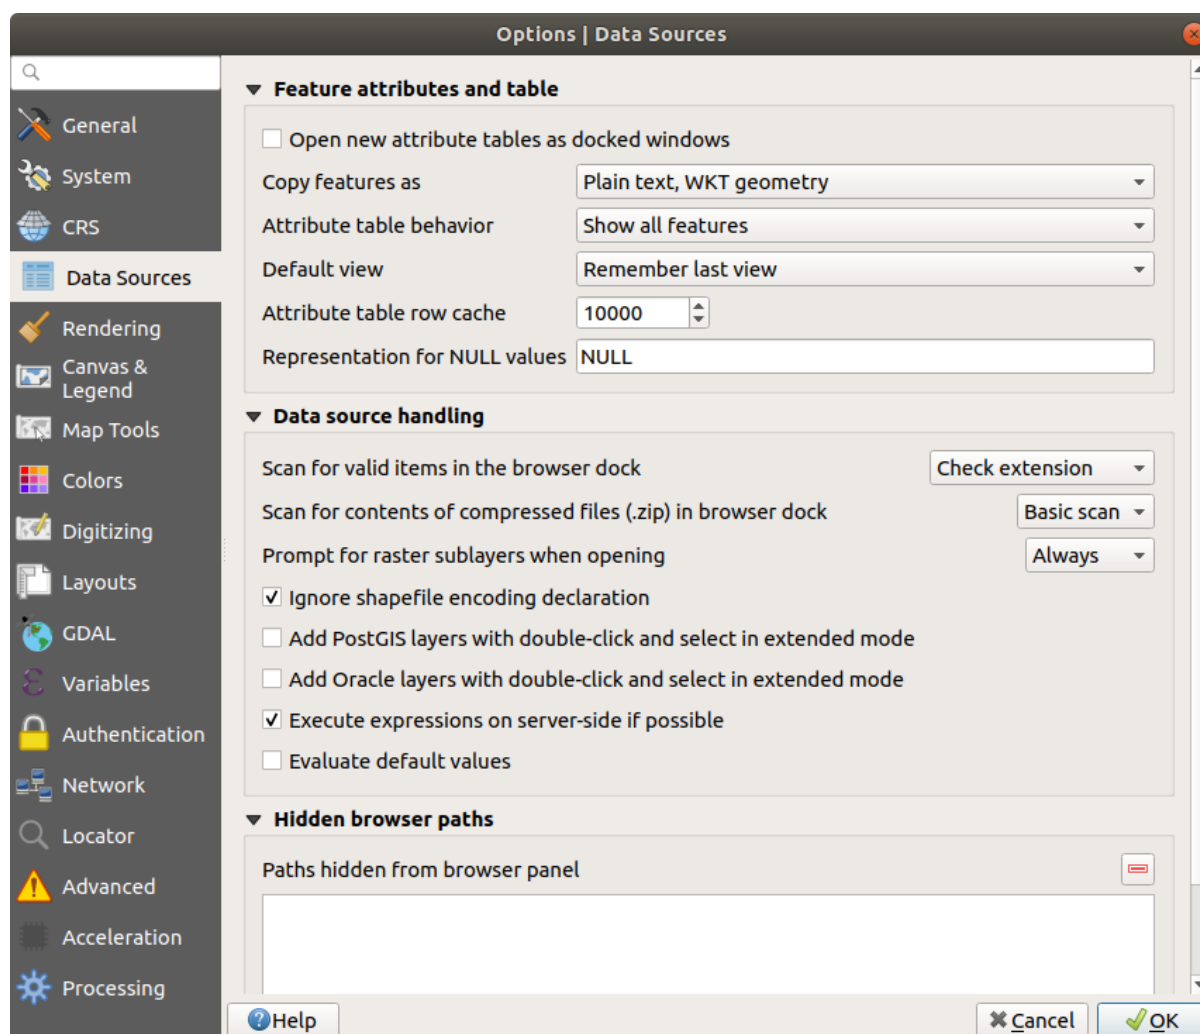 Options | Data Sources
General
System
CRS
Data Sources
Rendering
Canvas &
Legend
Map Tools
Colors
Digitizing
Layouts
GDAL
Variables
Authentication
Network
Locator
Advanced
Acceleration
Processing
Feature attributes and table
Open new attribute tables as docked windows
Copy features as Plain text, WKT geometry
Attribute table behavior Show all features
Default view Remember last view
Attribute table row cache 10000
Representation for NULL values NULL
Data source handling
Scan for valid items in the browser dock Check extension
Scan for contents of compressed files (.zip) in browser dock Basic scan
Prompt for raster sublayers when opening Always
Ignore shapefile encoding declaration
Add PostGIS layers with double-click and select in extended mode
Add Oracle layers with double-click and select in extended mode
Execute expressions on server-side if possible
Evaluate default values
Hidden browser paths
Paths hidden from browser panel
Help Cancel OK